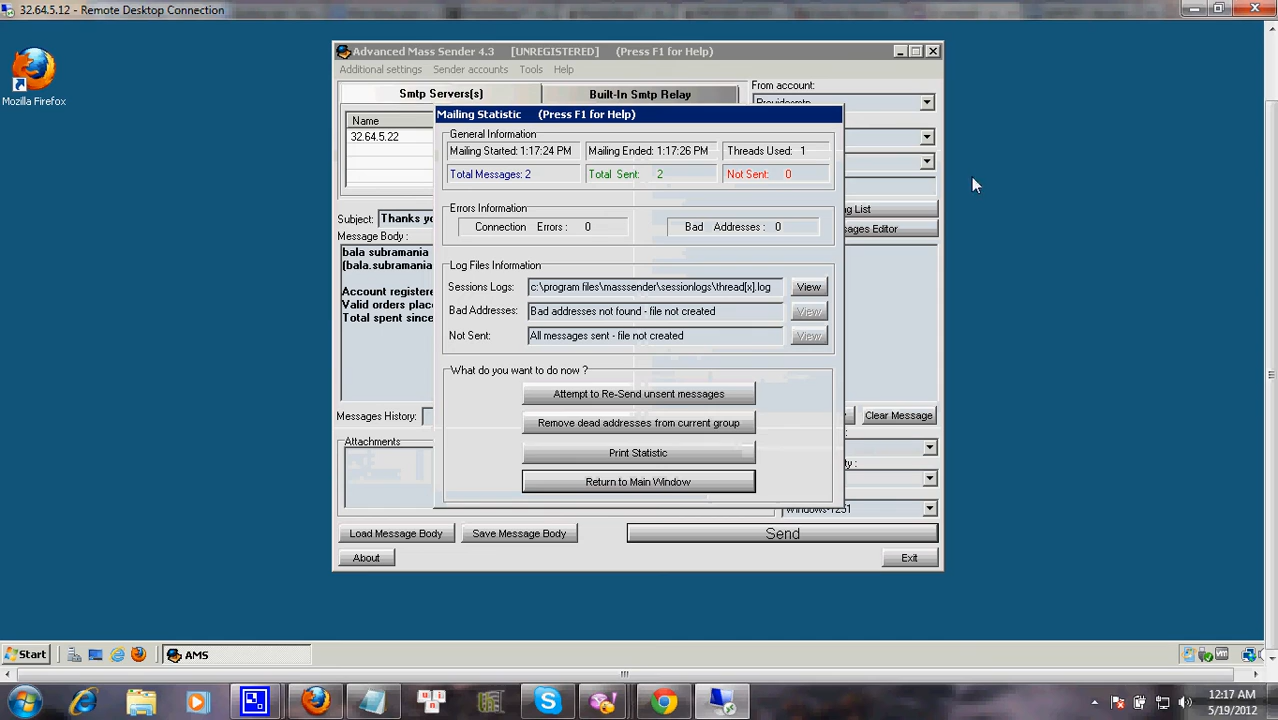 32.64.5.12 - Remote Desktop Connection
Mozilla Firefox
Advanced Mass Sender 4.3 [UNREGISTERED] (Press F1 for Help)
Additional settings Sender accounts Tools Help
Smtp Servers(s) Built-In Smtp Relay
From account:
Name
32.64.5.22
Mailing Statistic (Press F1 for Help)
General Information
Mailing Started: 1:17:24 PM Mailing Ended: 1:17:26 PM Threads Used: 1
Total Messages: 2 Total Sent: 2 Not Sent: 0
Errors Information
Connection Errors : 0 Bad Addresses : 0
Log Files Information
Sessions Logs: c:\program files\masssender\sessionlogs\thread[x].log View
Bad Addresses: Bad addresses not found - file not created View
Not Sent: All messages sent - file not created View
What do you want to do now ?
Attempt to Re-Send unsent messages
Remove dead addresses from current group
Print Statistic
Return to Main Window
ng List
ages Editor
Subject: Thanks yo
Message Body :
bala subramania
(bala.subramania
Account registere
Valid orders plac
Total spent since
Messages History:
Clear Message
Attachments
ty :
windows-1251
Load Message Body Save Message Body Send
About Exit
Start AMS
12:17 AM
5/19/2012